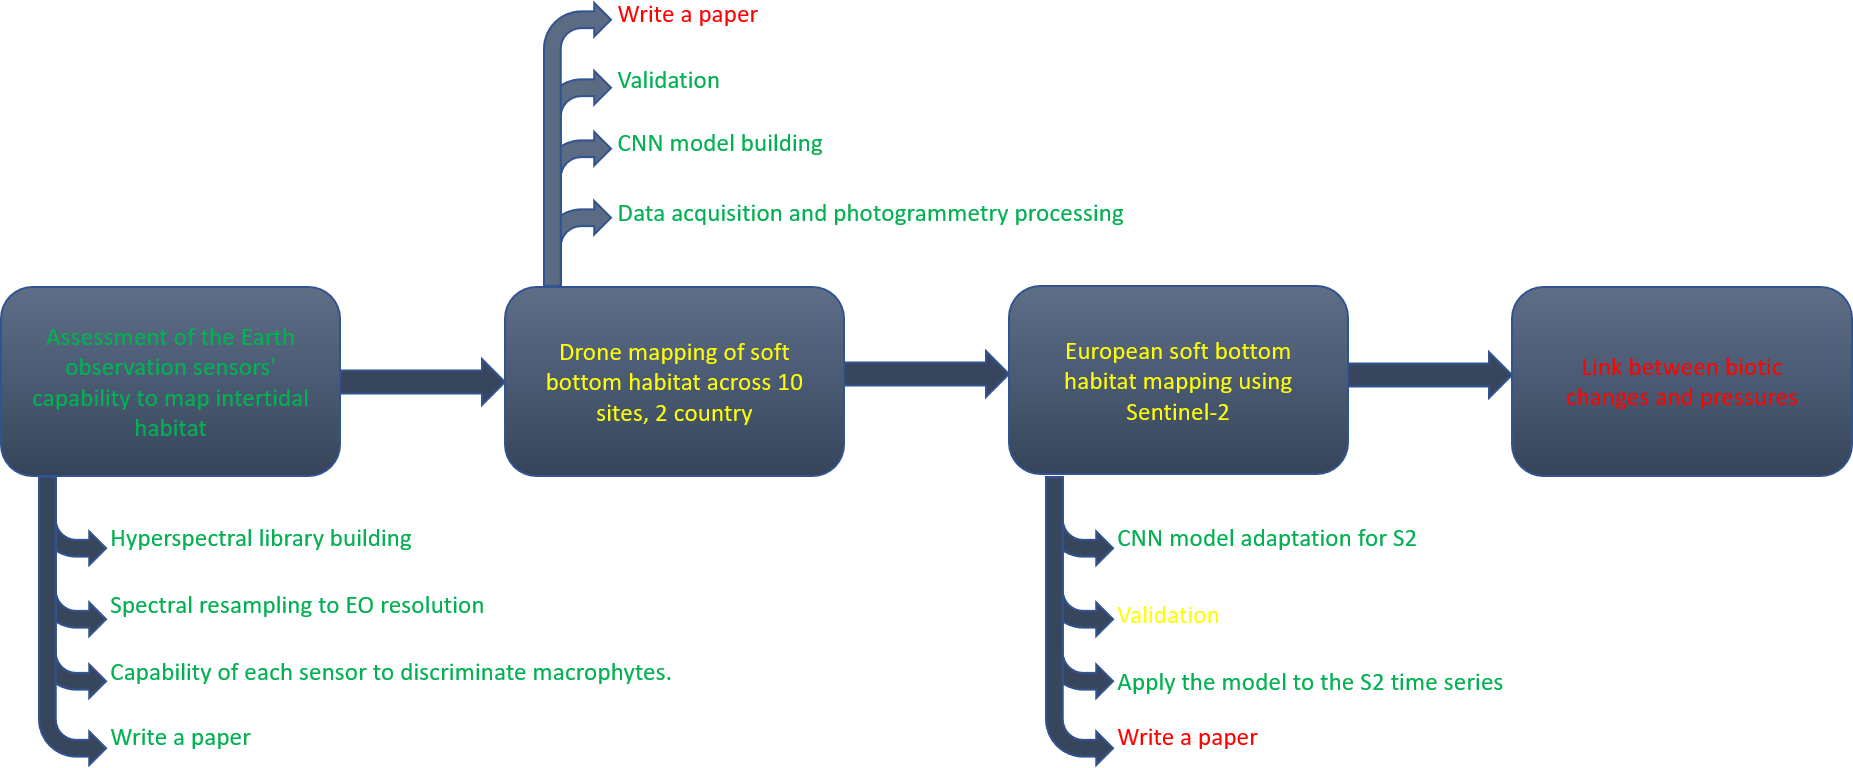 Write a paper
Validation
CNN model building
Data acquisition and photogrammetry processing
Assessment of the Earth
observation sensors'
capability to map intertidal
habitat
Drone mapping of soft
bottom habitat across 10
sites, 2 country
European soft bottom
habitat mapping using
Sentinel-2
Link between biotic
changes and pressures
Hyperspectral library building
Spectral resampling to EO resolution
Capability of each sensor to discriminate macrophytes.
Write a paper
CNN model adaptation for S2
Validation
Apply the model to the S2 time series
Write a paper